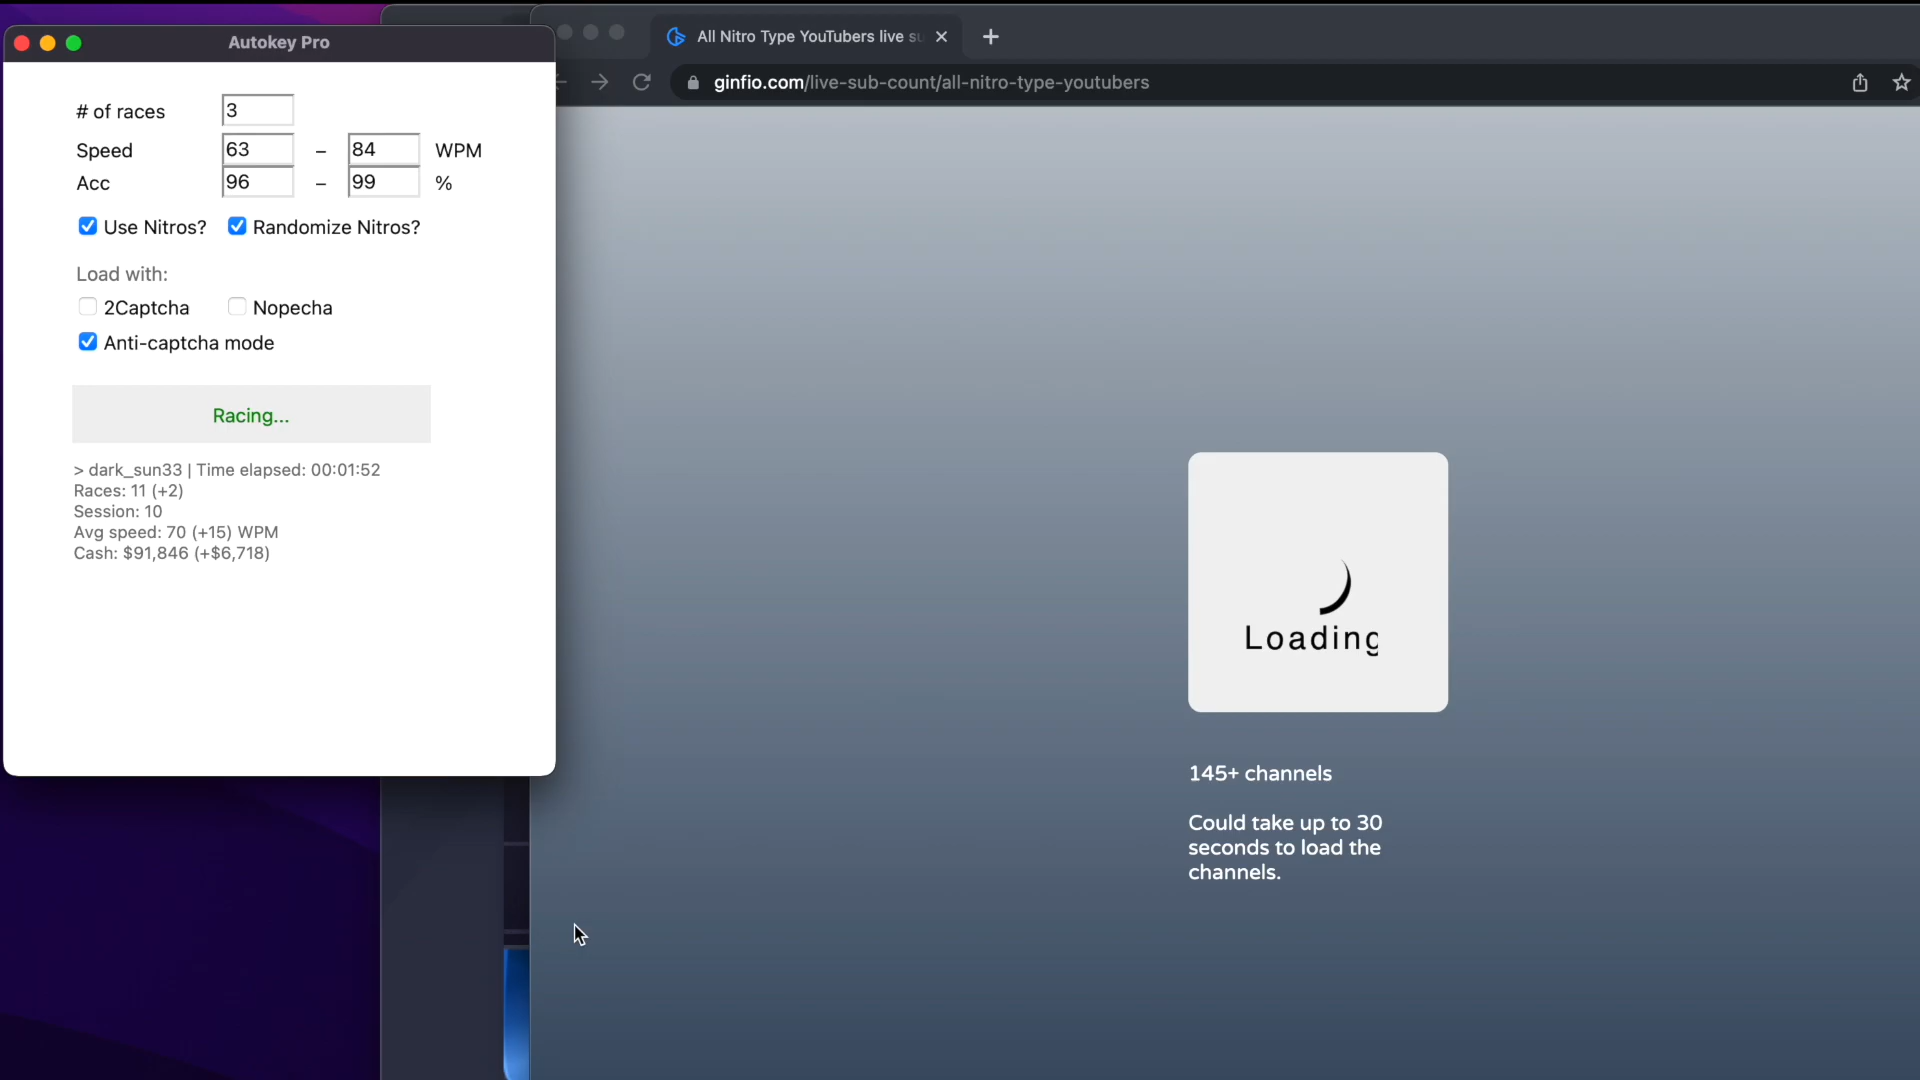 Autokey Pro
# of races 3
Speed 63 – 84 WPM
Acc 96 – 99 %
Use Nitros? Randomize Nitros?
Load with:
2Captcha Nopecha
Anti-captcha mode
Racing...
> dark_sun33 | Time elapsed: 00:01:52
Races: 11 (+2)
Session: 10
Avg speed: 70 (+15) WPM
Cash: $91,846 (+$6,718)
All Nitro Type YouTubers live su
ginfio.com/live-sub-count/all-nitro-type-youtubers
Loading
145+ channels
Could take up to 30
seconds to load the
channels.